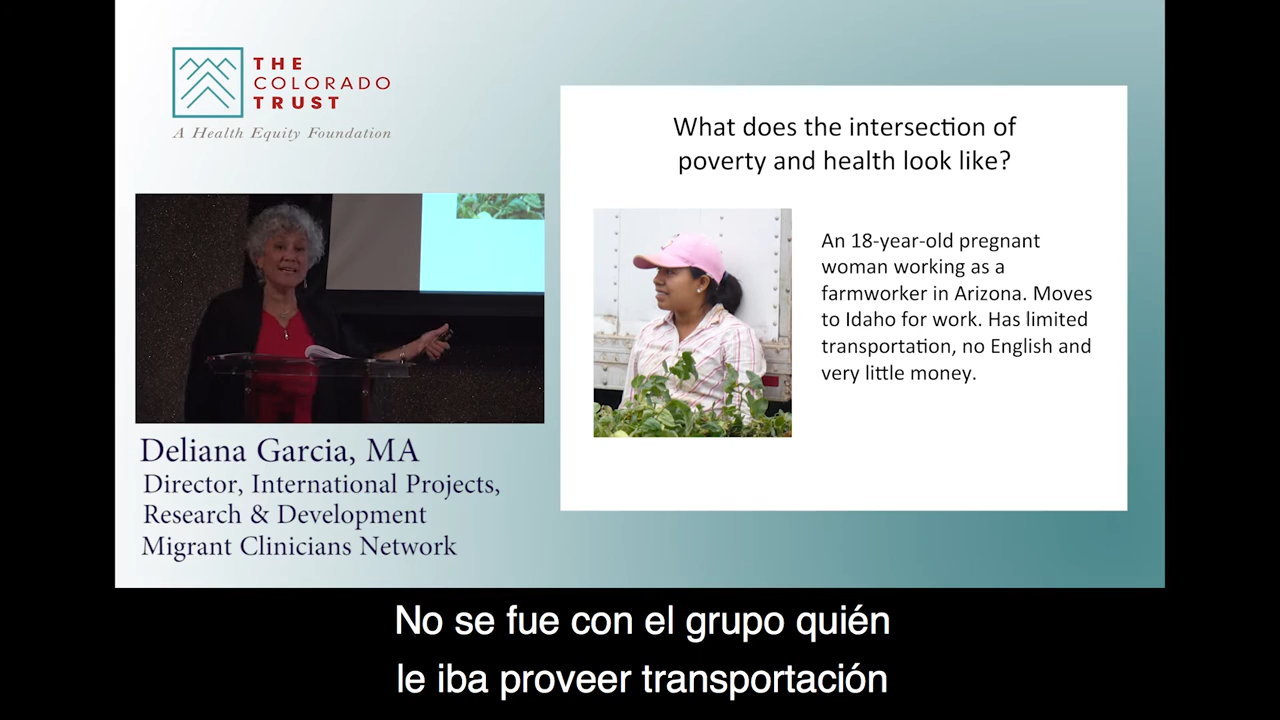 THE
COLORADO
TRUST
A Health Equity Foundation
What does the intersection of
poverty and health look like?
An 18-year-old pregnant
woman working as a
farmworker in Arizona. Moves
to Idaho for work. Has limited
transportation, no English and
very little money.
Deliana Garcia, MA
Director, International Projects,
Research & Development
Migrant Clinicians Network
No se fue con el grupo quién
le iba proveer transportación